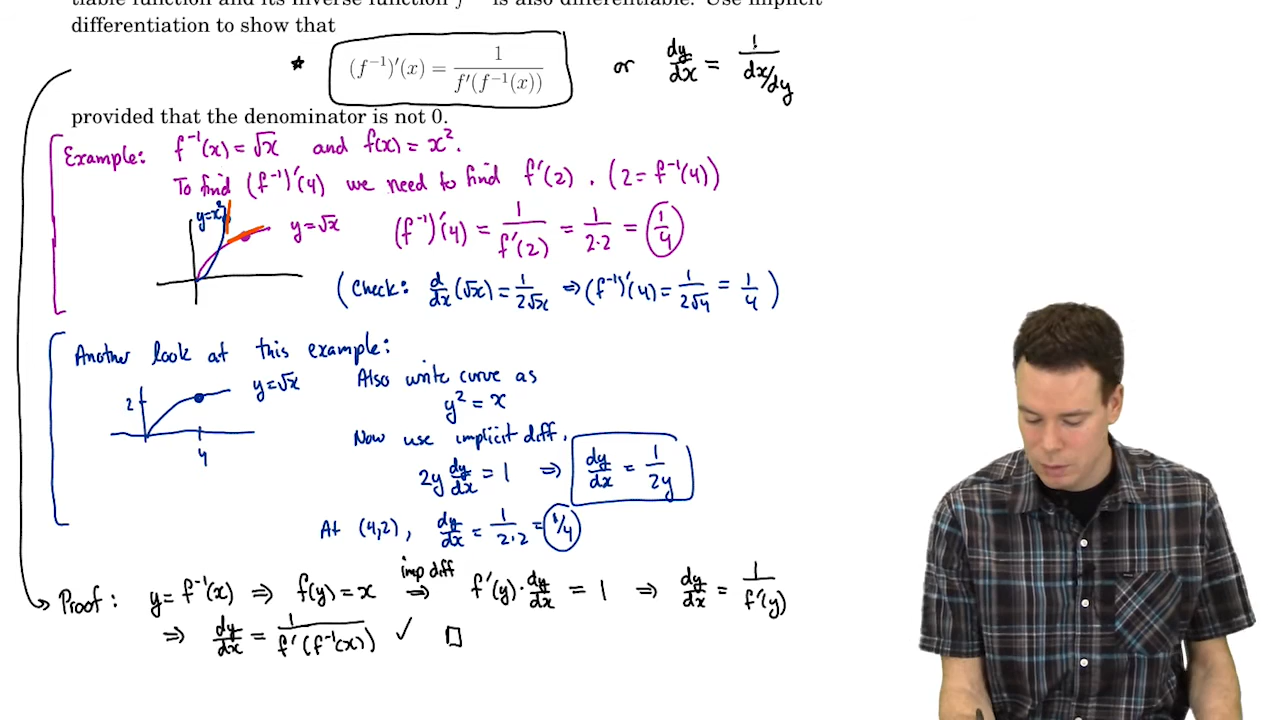 tiable function and its inverse function f⁻¹ is also differentiable. Use implicit
differentiation to show that
★ (f⁻¹)′(x) = 1 / f′(f⁻¹(x)) or dy/dx = 1 / dx/dy
provided that the denominator is not 0.
Example: f⁻¹(x) = √x and f(x) = x².
To find (f⁻¹)′(4) we need to find f′(2). (2 = f⁻¹(4))
y=x²
y=√x
(f⁻¹)′(4) = 1/f′(2) = 1/2·2 = 1/4
(Check: d/dx(√x) = 1/2√x ⇒ (f⁻¹)′(4) = 1/2√4 = 1/4)
Another look at this example:
2
4
y=√x
Also write curve as
y² = x
Now use implicit diff.
2y dy/dx = 1 ⇒ dy/dx = 1/2y
At (4,2), dy/dx = 1/2·2 = 1/4
Proof: y = f⁻¹(x) ⇒ f(y) = x imp diff ⇒ f′(y)·dy/dx = 1 ⇒ dy/dx = 1/f′(y)
⇒ dy/dx = 1/f′(f⁻¹(x)) ✓ □